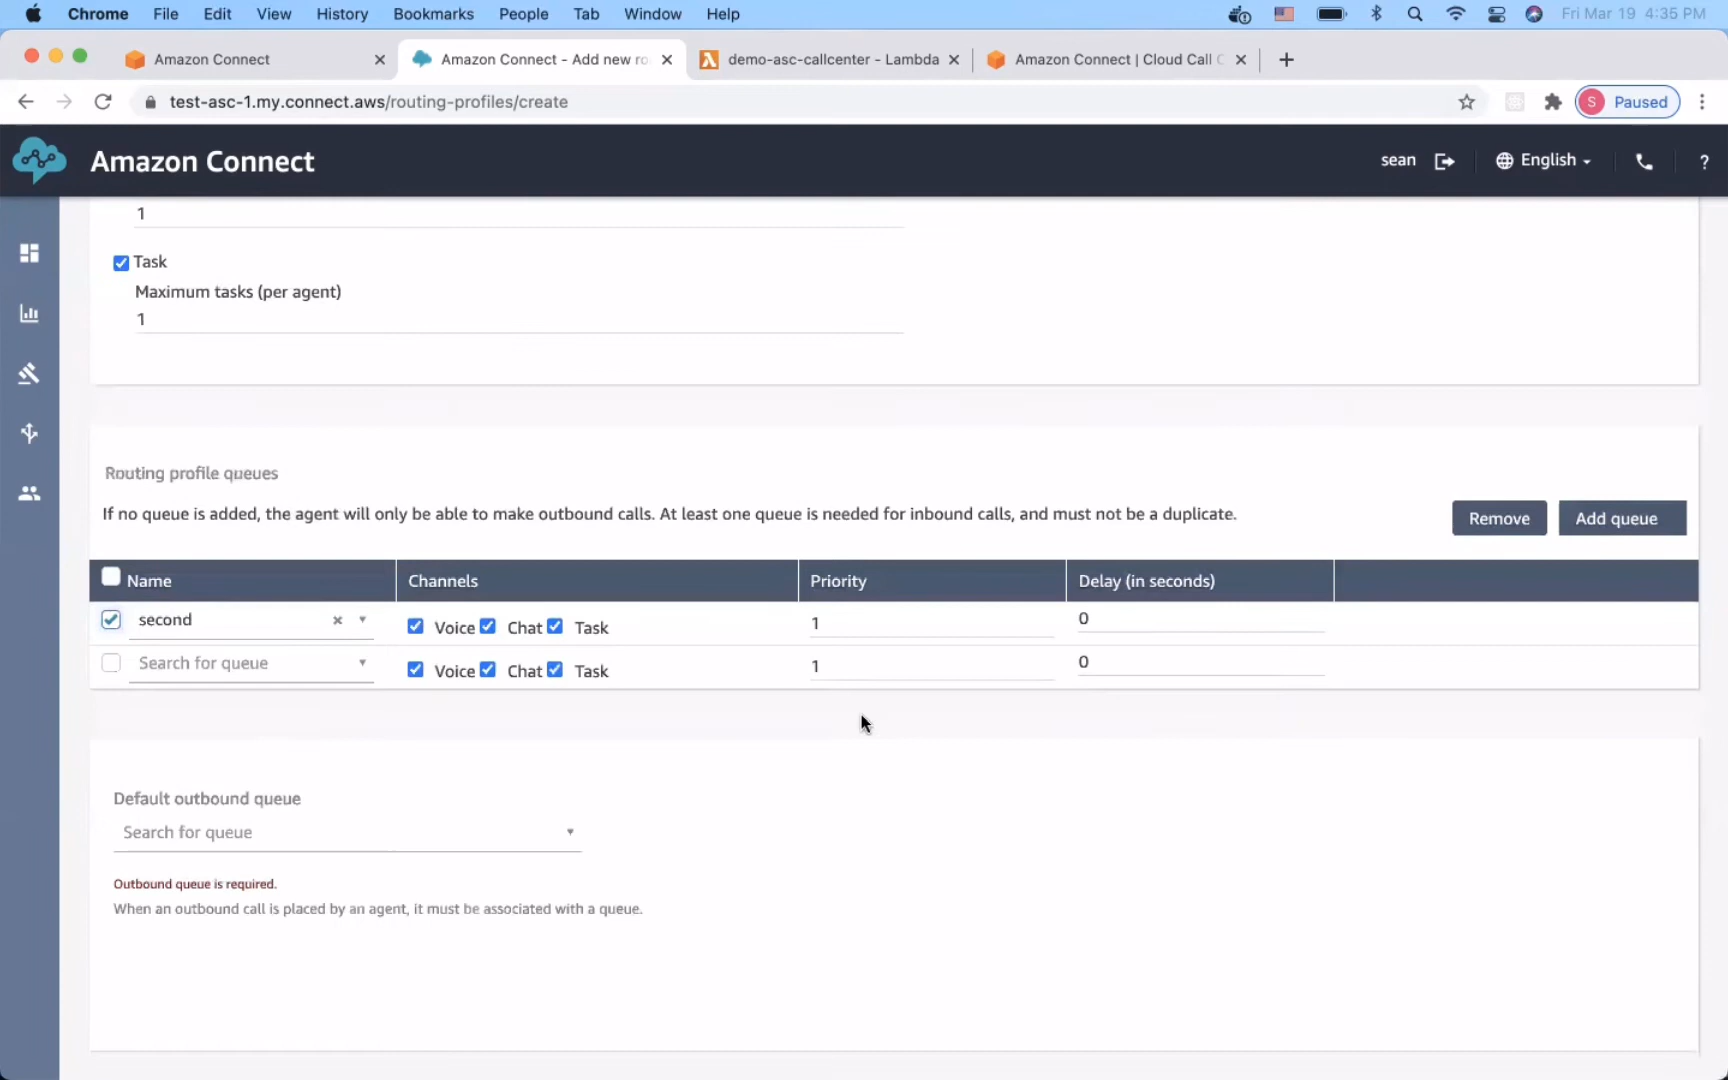 Chrome File Edit View History Bookmarks People Tab Window Help Fri Mar 19 4:35 PM
Amazon Connect Amazon Connect - Add new ro demo-asc-callcenter - Lambda Amazon Connect | Cloud Call C
test-asc-1.my.connect.aws/routing-profiles/create S Paused
Amazon Connect sean English ?
1
Task
Maximum tasks (per agent)
1
Routing profile queues
If no queue is added, the agent will only be able to make outbound calls. At least one queue is needed for inbound calls, and must not be a duplicate. Remove Add queue
Name Channels Priority Delay (in seconds)
second Voice Chat Task 1 0
Search for queue Voice Chat Task 1 0
Default outbound queue
Search for queue
Outbound queue is required.
When an outbound call is placed by an agent, it must be associated with a queue.